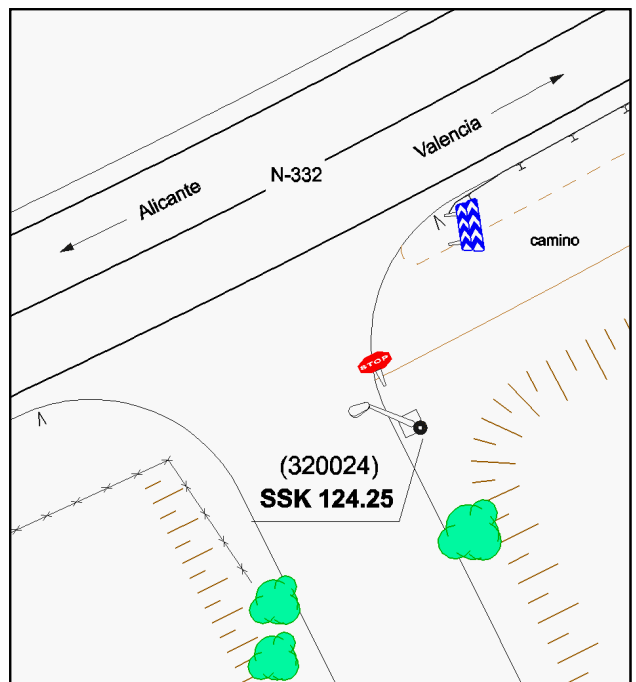 Valencia
N-332
Alicante
camino
STOP
(320024)
SSK 124.25